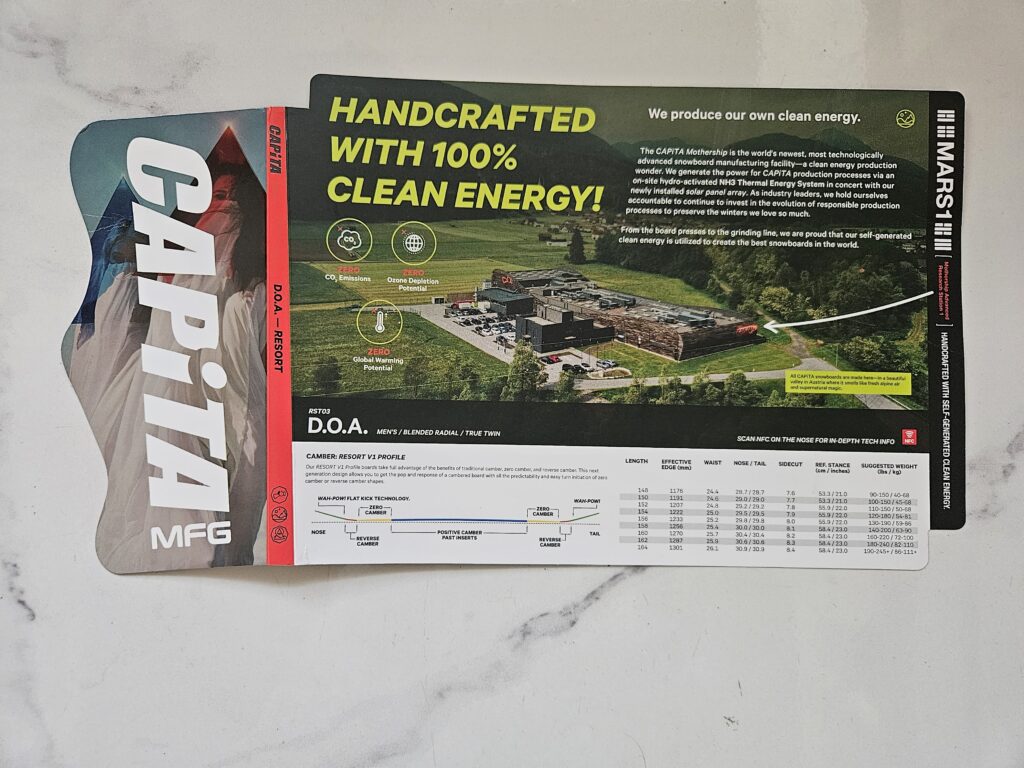 CAPiTA
MFG
CAPiTA
D.O.A. — RESORT
HANDCRAFTED
WITH 100%
CLEAN ENERGY!
CO₂
ZERO
CO₂ Emissions
ZERO
Ozone Depletion
Potential
ZERO
Global Warming
Potential
We produce our own clean energy.
The CAPiTA Mothership is the world's newest, most technologically
advanced snowboard manufacturing facility—a clean energy production
wonder. We generate the power for CAPiTA production processes via an
on-site hydro-activated NH3 Thermal Energy System in concert with our
newly installed solar panel array. As industry leaders, we hold ourselves
accountable to continue to invest in the evolution of responsible production
processes to preserve the winters we love so much.
From the board presses to the grinding line, we are proud that our self-generated
clean energy is utilized to create the best snowboards in the world.
All CAPiTA snowboards are made here—in a beautiful
valley in Austria where it smells like fresh alpine air
and supernatural magic.
MARS1
[ Mothership Advanced
Research Station 1 ]
HANDCRAFTED WITH SELF-GENERATED CLEAN ENERGY.
RST03
D.O.A. MEN'S / BLENDED RADIAL / TRUE TWIN
SCAN NFC ON THE NOSE FOR IN-DEPTH TECH INFO
NFC
CAMBER: RESORT V1 PROFILE
Our RESORT V1 Profile boards take full advantage of the benefits of traditional camber, zero camber, and reverse camber. This next
generation design allows you to get the pop and response of a cambered board with all the predictability and easy turn initiation of zero
camber or reverse camber shapes.
WAH-POW! FLAT KICK TECHNOLOGY.
WAH-POW!
ZERO
CAMBER
ZERO
CAMBER
NOSE
REVERSE
CAMBER
POSITIVE CAMBER
PAST INSERTS
REVERSE
CAMBER
TAIL
LENGTH EFFECTIVE EDGE (mm) WAIST NOSE / TAIL SIDECUT REF. STANCE (cm / inches) SUGGESTED WEIGHT (lbs / kg)
148 1176 24.4 28.7 / 28.7 7.6 53.3 / 21.0 90-150 / 40-68
150 1191 24.6 29.0 / 29.0 7.7 53.3 / 21.0 100-150 / 45-68
152 1207 24.8 29.2 / 29.2 7.8 55.9 / 22.0 110-150 / 50-68
154 1222 25.0 29.5 / 29.5 7.9 55.9 / 22.0 120-180 / 54-81
156 1233 25.2 29.8 / 29.8 8.0 55.9 / 22.0 130-190 / 59-86
158 1256 25.4 30.0 / 30.0 8.1 58.4 / 23.0 140-200 / 63-90
160 1270 25.7 30.4 / 30.4 8.2 58.4 / 23.0 160-220 / 72-100
162 1287 25.9 30.6 / 30.6 8.3 58.4 / 23.0 180-240 / 82-110
164 1301 26.1 30.9 / 30.9 8.4 58.4 / 23.0 190-245+ / 86-111+